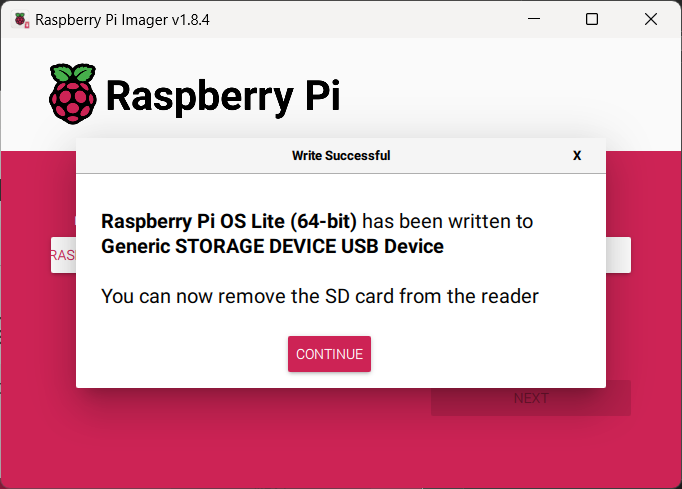 Raspberry Pi Imager v1.8.4
Raspberry Pi
Write Successful
X
Raspberry Pi OS Lite (64-bit) has been written to
Generic STORAGE DEVICE USB Device
You can now remove the SD card from the reader
CONTINUE
NEXT